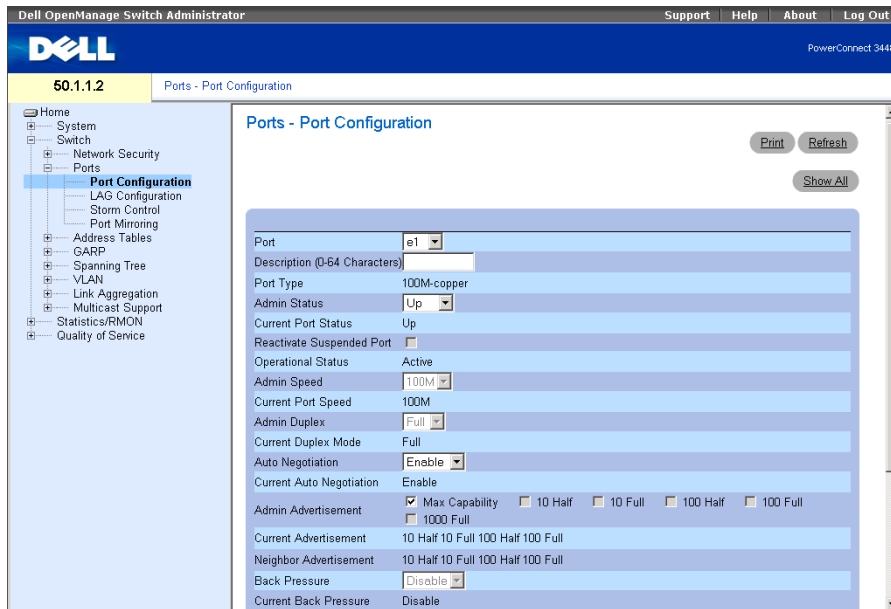 Dell OpenManage Switch Administrator
Support Help About Log Out
DELL
PowerConnect 3448
50.1.1.2
Ports - Port Configuration
Home
System
Switch
Network Security
Ports
Port Configuration
LAG Configuration
Storm Control
Port Mirroring
Address Tables
GARP
Spanning Tree
VLAN
Link Aggregation
Multicast Support
Statistics/RMON
Quality of Service
Ports - Port Configuration
Print Refresh
Show All
Port e1
Description (0-64 Characters)
Port Type 100M-copper
Admin Status Up
Current Port Status Up
Reactivate Suspended Port
Operational Status Active
Admin Speed 100M
Current Port Speed 100M
Admin Duplex Full
Current Duplex Mode Full
Auto Negotiation Enable
Current Auto Negotiation Enable
Admin Advertisement Max Capability 10 Half 10 Full 100 Half 100 Full
1000 Full
Current Advertisement 10 Half 10 Full 100 Half 100 Full
Neighbor Advertisement 10 Half 10 Full 100 Half 100 Full
Back Pressure Disable
Current Back Pressure Disable